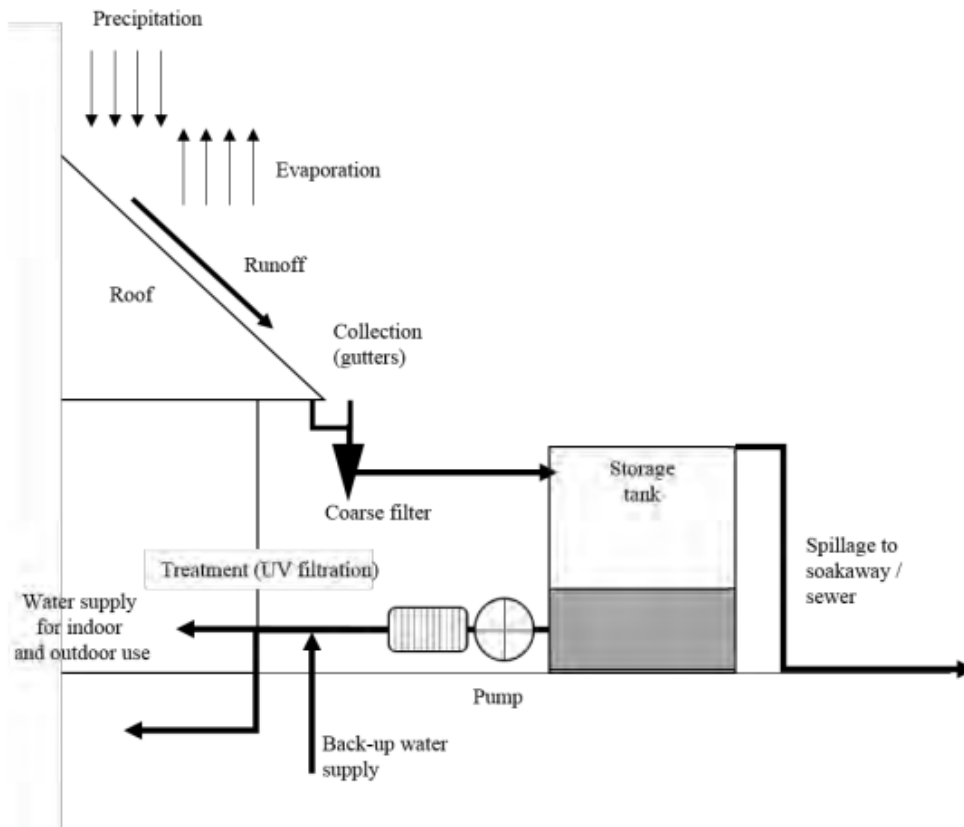 Precipitation
Evaporation
Runoff
Roof
Collection
(gutters)
Storage
tank
Coarse filter
Spillage to
soakaway /
sewer
Treatment (UV filtration)
Water supply
for indoor
and outdoor use
Pump
Back-up water
supply